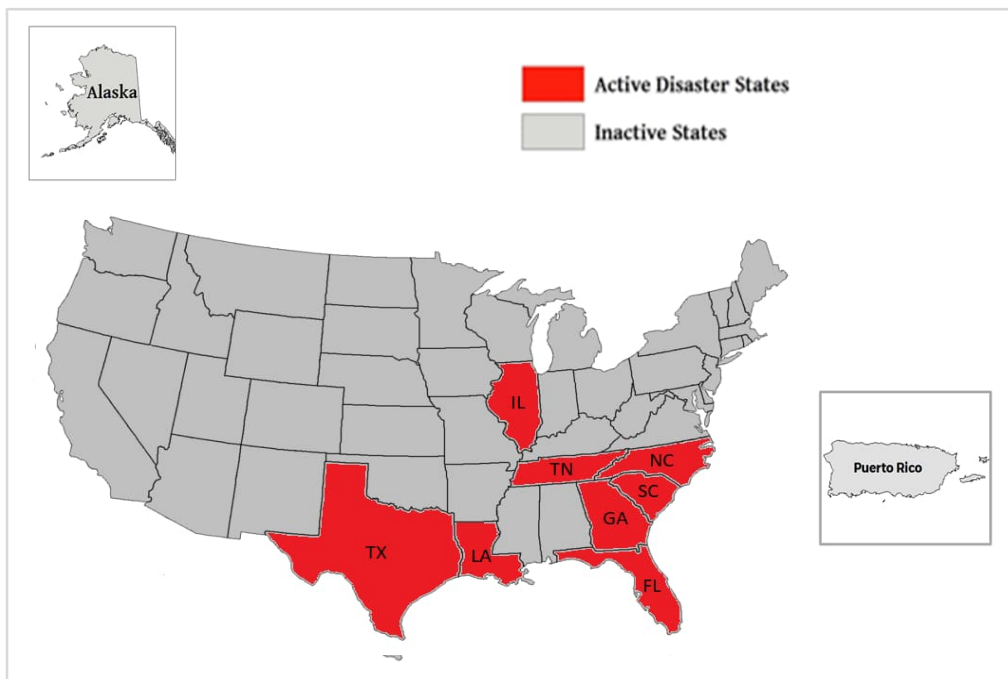 Alaska
Active Disaster States
Inactive States
IL
TN
NC
SC
GA
TX
LA
FL
Puerto Rico